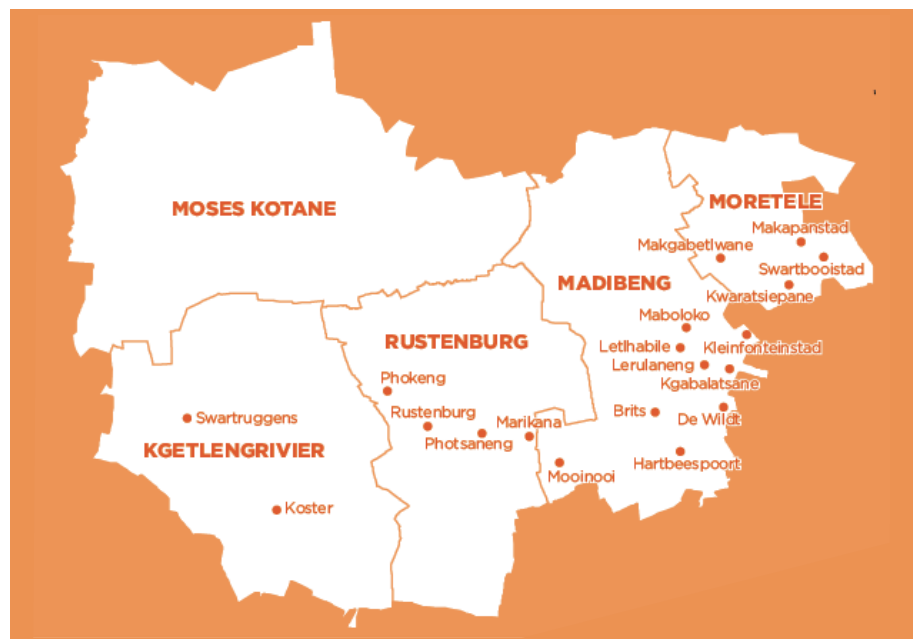 MOSES KOTANE
MORETELE
Makapanstad
Makgabetlwane
Swartbooistad
MADIBENG
Kwaratsiepane
Maboloko
RUSTENBURG
Letlhabile
Kleinfonteinstad
Lerulaneng
Phokeng
Kgabalatsane
Rustenburg
Brits
Swartruggens
Marikana
De Wildt
Photsaneng
KGETLENGRIVIER
Hartbeespoort
Mooinooi
Koster